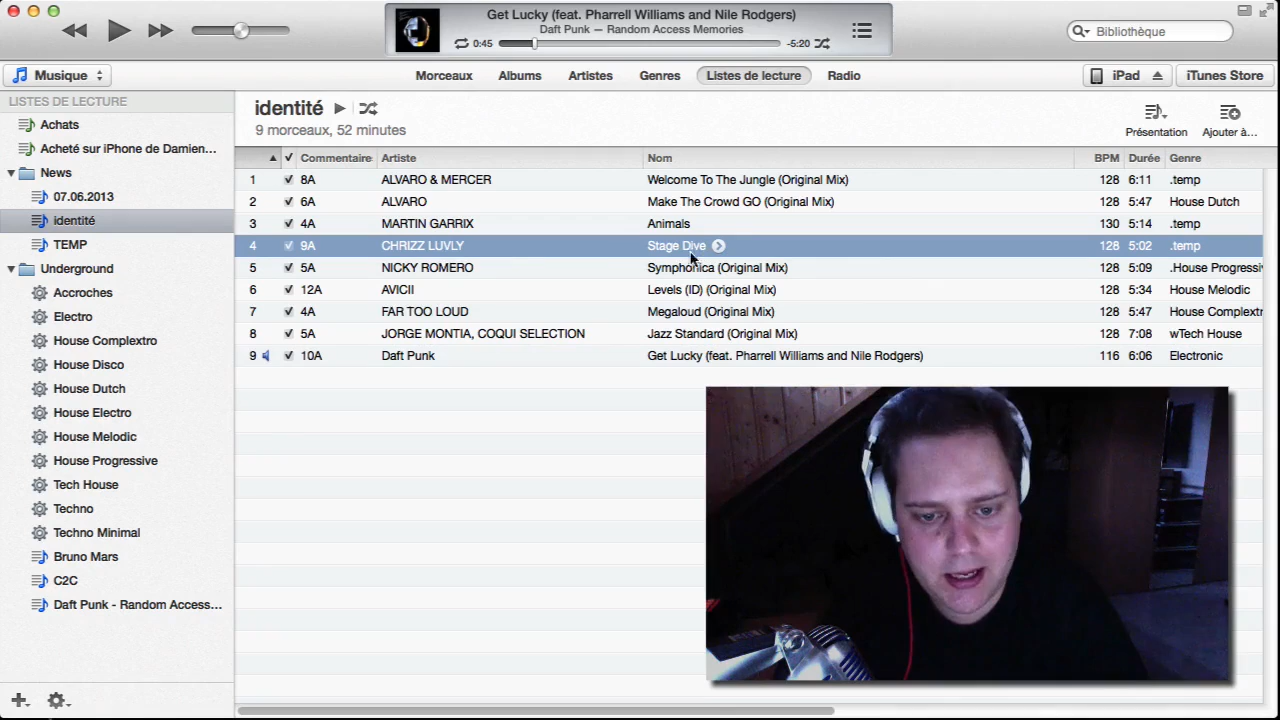 Get Lucky (feat. Pharrell Williams and Nile Rodgers)
Daft Punk — Random Access Memories
0:45 -5:20
Bibliothèque
Musique
Morceaux Albums Artistes Genres Listes de lecture Radio
iPad iTunes Store
LISTES DE LECTURE
Achats
Acheté sur iPhone de Damien...
News
07.06.2013
identité
TEMP
Underground
Accroches
Electro
House Complextro
House Disco
House Dutch
House Electro
House Melodic
House Progressive
Tech House
Techno
Techno Minimal
Bruno Mars
C2C
Daft Punk - Random Access...
identité
9 morceaux, 52 minutes
Présentation Ajouter à...
Commentaire Artiste Nom BPM Durée Genre
1 8A ALVARO & MERCER Welcome To The Jungle (Original Mix) 128 6:11 .temp
2 6A ALVARO Make The Crowd GO (Original Mix) 128 5:47 House Dutch
3 4A MARTIN GARRIX Animals 130 5:14 .temp
4 9A CHRIZZ LUVLY Stage Dive 128 5:02 .temp
5 5A NICKY ROMERO Symphonica (Original Mix) 128 5:09 .House Progressi
6 12A AVICII Levels (ID) (Original Mix) 128 5:34 House Melodic
7 4A FAR TOO LOUD Megaloud (Original Mix) 128 5:47 House Complext
8 5A JORGE MONTIA, COQUI SELECTION Jazz Standard (Original Mix) 128 7:08 wTech House
9 10A Daft Punk Get Lucky (feat. Pharrell Williams and Nile Rodgers) 116 6:06 Electronic